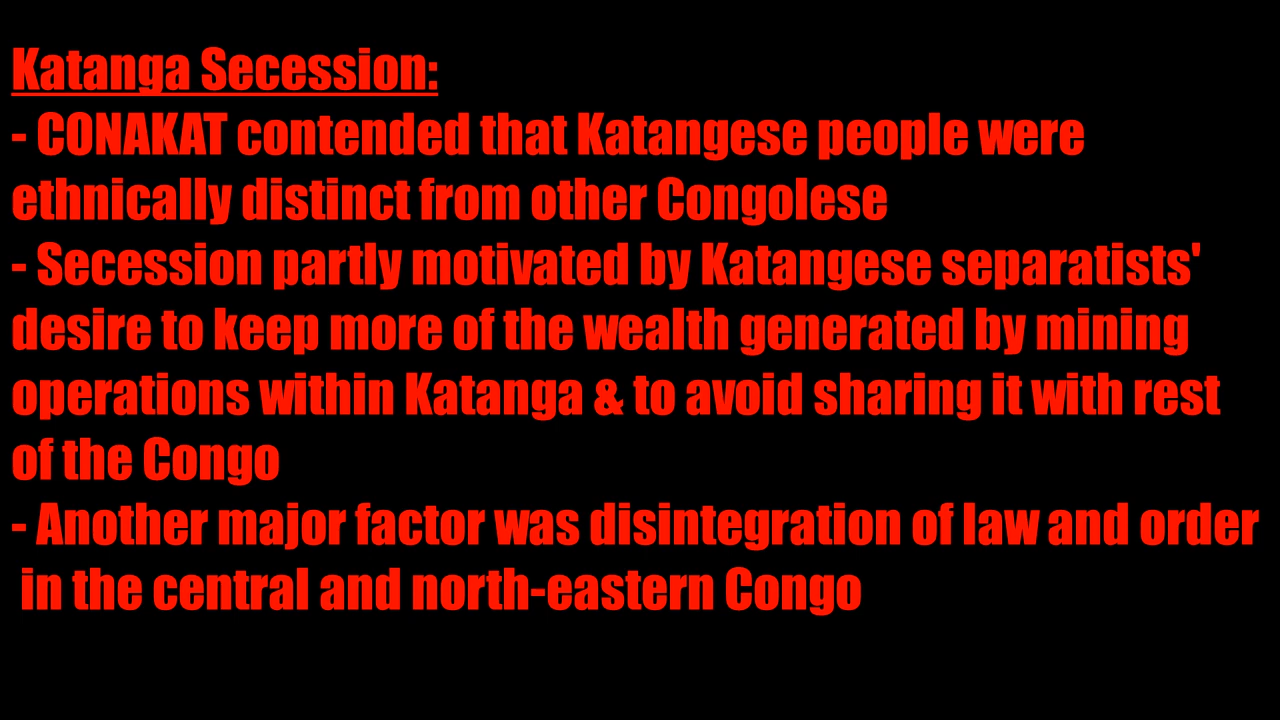 Katanga Secession:
- CONAKAT contended that Katangese people were
ethnically distinct from other Congolese
- Secession partly motivated by Katangese separatists'
desire to keep more of the wealth generated by mining
operations within Katanga & to avoid sharing it with rest
of the Congo
- Another major factor was disintegration of law and order
in the central and north-eastern Congo